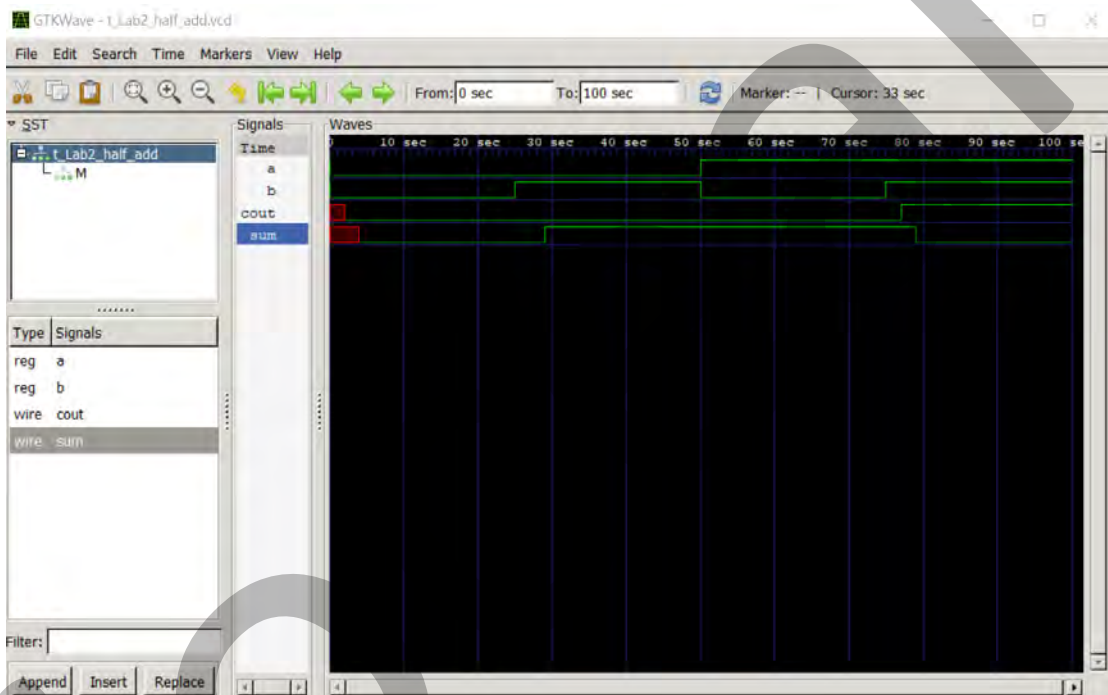 GTKWave - t_Lab2_half_add.vcd
File Edit Search Time Markers View Help
From: 0 sec To: 100 sec Marker: -- | Cursor: 33 sec
SST
t_Lab2_half_add
M
Type Signals
reg a
reg b
wire cout
wire sum
Filter:
Append Insert Replace
Signals
Time
a
b
cout
sum
Waves
10 sec 20 sec 30 sec 40 sec 50 sec 60 sec 70 sec 80 sec 90 sec 100 se